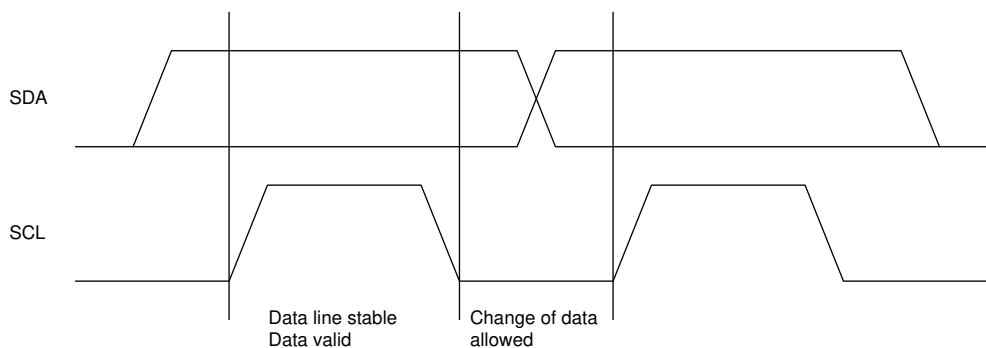 SDA
SCL
Data line stable
Data valid
Change of data
allowed